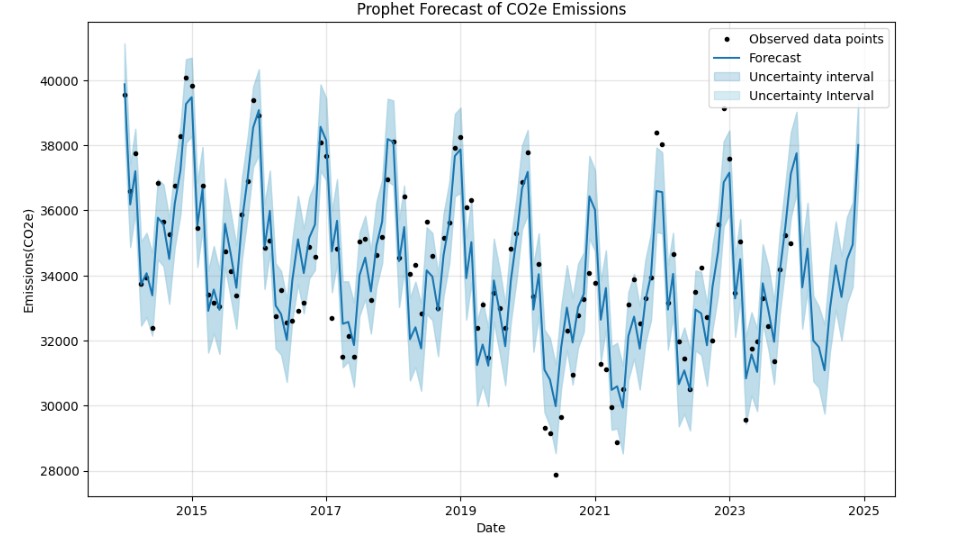 Prophet Forecast of CO2e Emissions
Observed data points
Forecast
Uncertainty interval
Uncertainty Interval
Emissions(CO2e)
40000
38000
36000
34000
32000
30000
28000
2015
2017
2019
2021
2023
2025
Date